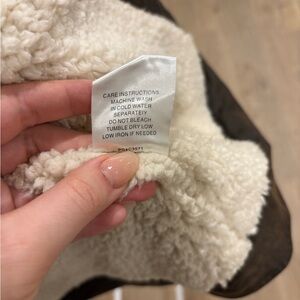 CARE INSTRUCTIONS
MACHINE WASH
IN COLD WATER
SEPARATELY
DO NOT BLEACH
TUMBLE DRY LOW
LOW IRON IF NEEDED